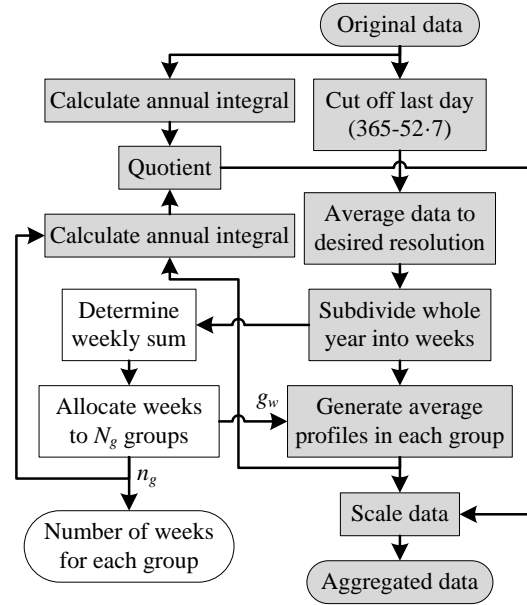 Original data
Calculate annual integral
Cut off last day
(365-52·7)
Quotient
Calculate annual integral
Average data to
desired resolution
Determine
weekly sum
Subdivide whole
year into weeks
Allocate weeks
to N_g groups
g_w
Generate average
profiles in each group
n_g
Number of weeks
for each group
Scale data
Aggregated data